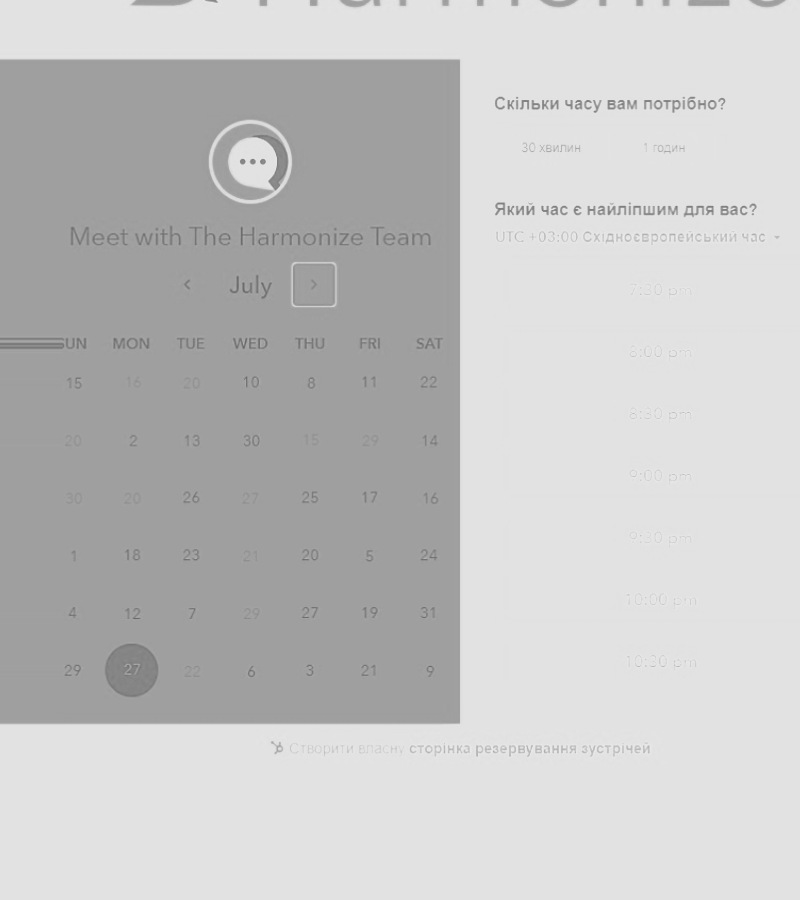 Harmonize
Meet with The Harmonize Team
July
UN MON TUE WED THU FRI SAT
15 16 20 10 8 11 22
20 2 13 30 15 29 14
30 20 26 27 25 17 16
1 18 23 21 20 5 24
4 12 7 29 27 19 31
29 27 22 6 3 21 9
Скільки часу вам потрібно?
30 хвилин 1 годин
Який час є найліпшим для вас?
UTC +03:00 Східноєвропейський час
7:30 pm
8:00 pm
8:30 pm
9:00 pm
9:30 pm
10:00 pm
10:30 pm
Створити власну сторінка резервування зустрічей